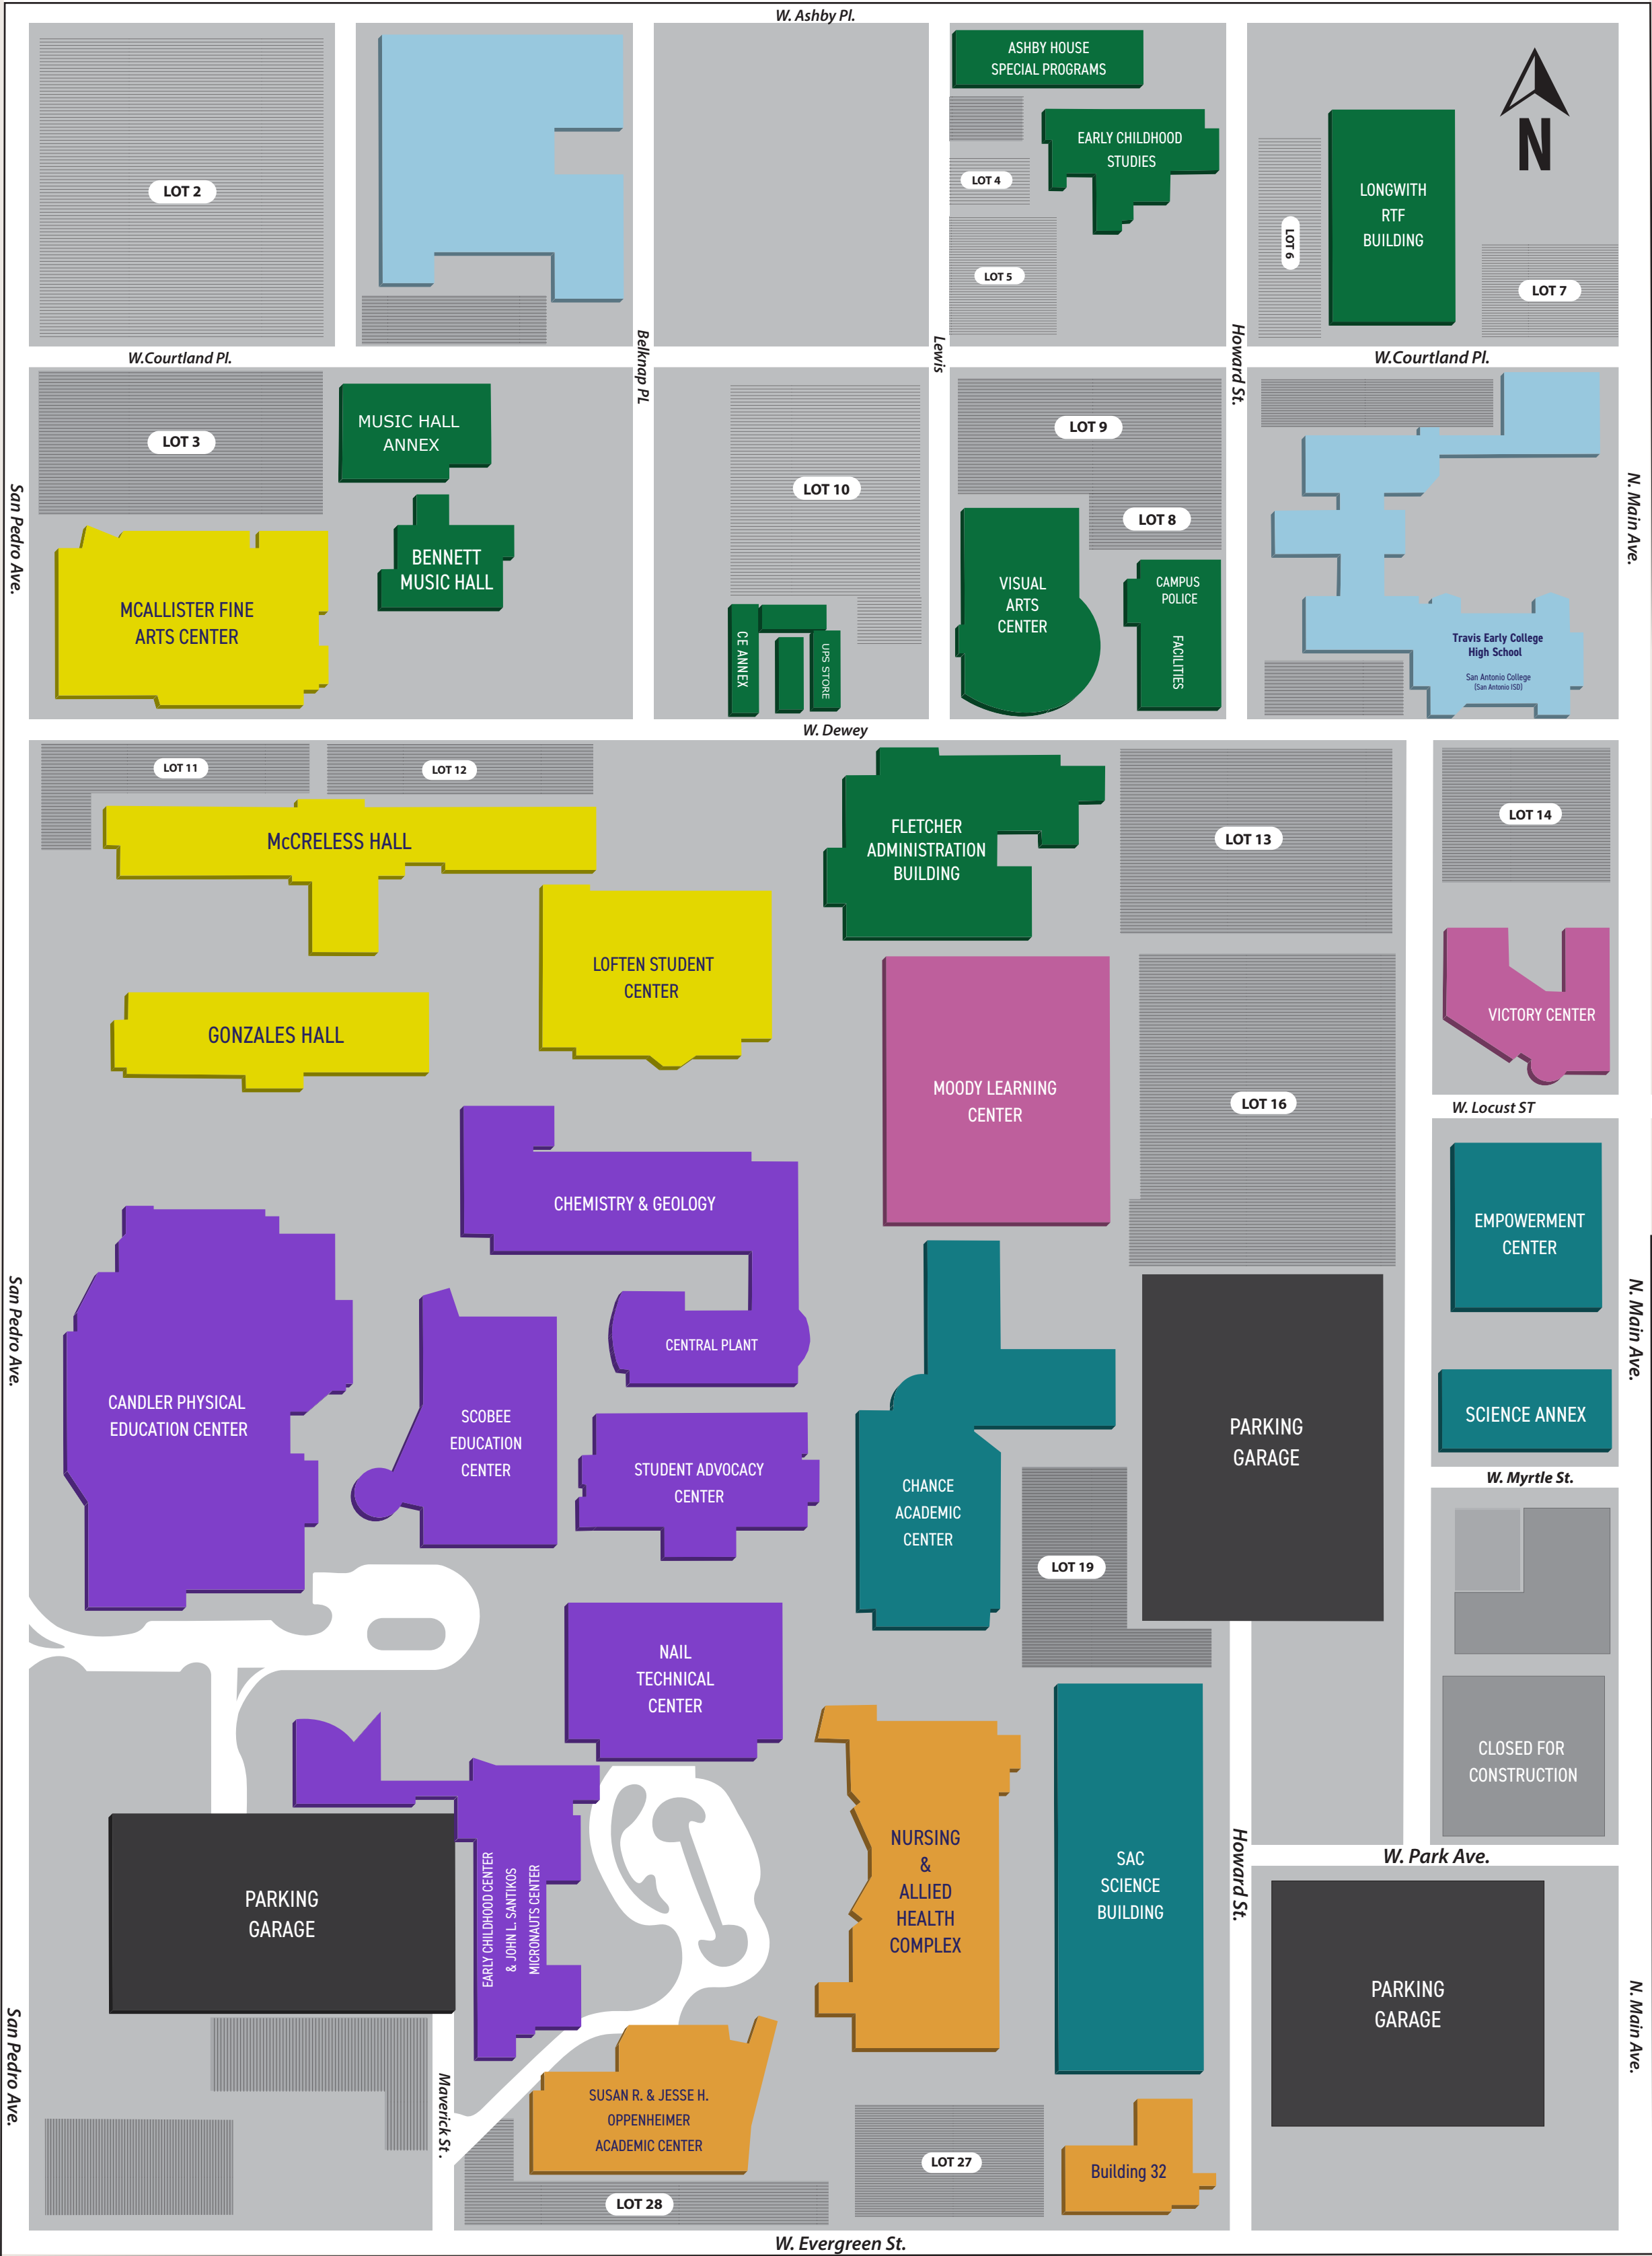 W. Ashby Pl.
ASHBY HOUSE
SPECIAL PROGRAMS
N
LOT 2
EARLY CHILDHOOD
STUDIES
LOT 4
LOT 5
LOT 6
LONGWITH
RTF
BUILDING
LOT 7
W.Courtland Pl.
Belknap PL
Lewis
Howard St.
W.Courtland Pl.
LOT 3
MUSIC HALL
ANNEX
BENNETT
MUSIC HALL
San Pedro Ave.
MCALLISTER FINE
ARTS CENTER
LOT 10
LOT 9
LOT 8
CE ANNEX
UPS STORE
VISUAL
ARTS
CENTER
CAMPUS
POLICE
FACILITIES
Travis Early College
High School
San Antonio College
(San Antonio ISD)
N. Main Ave.
W. Dewey
LOT 11
LOT 12
McCRELESS HALL
FLETCHER
ADMINISTRATION
BUILDING
LOT 13
LOT 14
LOFTEN STUDENT
CENTER
GONZALES HALL
VICTORY CENTER
MOODY LEARNING
CENTER
LOT 16
W. Locust ST
CHEMISTRY & GEOLOGY
EMPOWERMENT
CENTER
San Pedro Ave.
N. Main Ave.
CENTRAL PLANT
CANDLER PHYSICAL
EDUCATION CENTER
SCOBEE
EDUCATION
CENTER
STUDENT ADVOCACY
CENTER
CHANCE
ACADEMIC
CENTER
PARKING
GARAGE
SCIENCE ANNEX
W. Myrtle St.
LOT 19
NAIL
TECHNICAL
CENTER
CLOSED FOR
CONSTRUCTION
PARKING
GARAGE
EARLY CHILDHOOD CENTER
& JOHN L. SANTIKOS
MICRONAUTS CENTER
NURSING
&
ALLIED
HEALTH
COMPLEX
SAC
SCIENCE
BUILDING
Howard St.
W. Park Ave.
PARKING
GARAGE
San Pedro Ave.
N. Main Ave.
Maverick St.
SUSAN R. & JESSE H.
OPPENHEIMER
ACADEMIC CENTER
LOT 27
Building 32
LOT 28
W. Evergreen St.